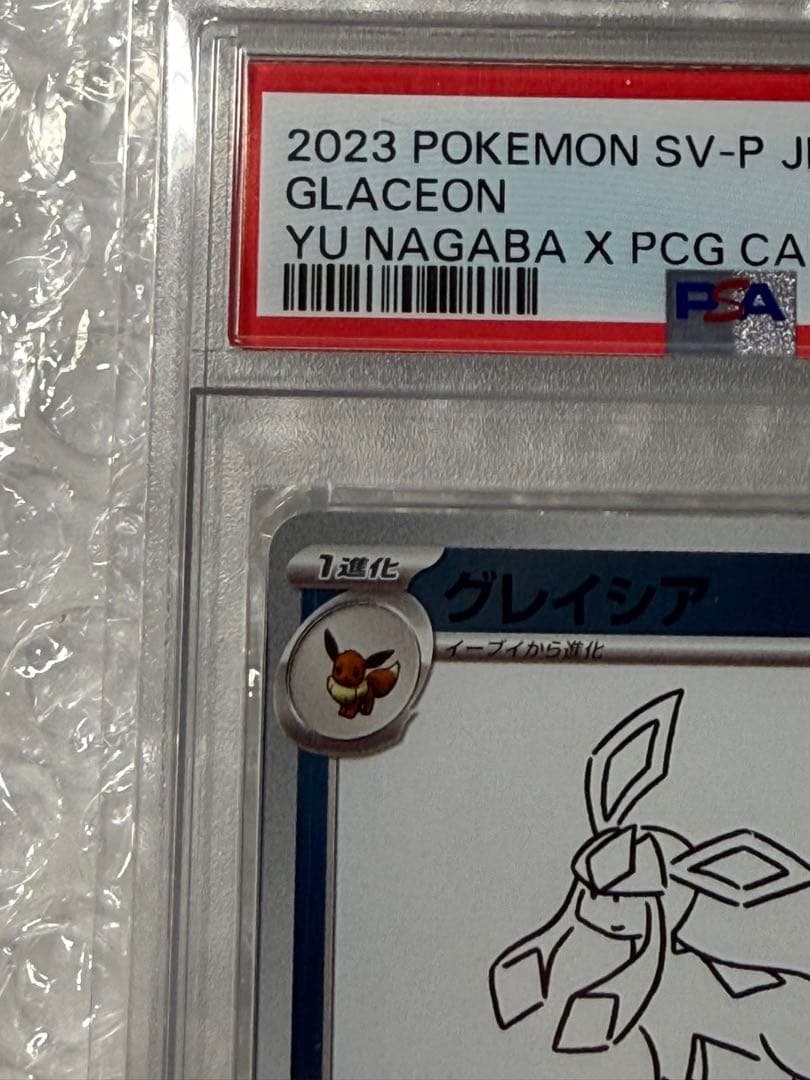 2023 POKEMON SV-P
GLACEON
YU NAGABA X PCG
PSA
1進化
グレイシア
イーブイから進化